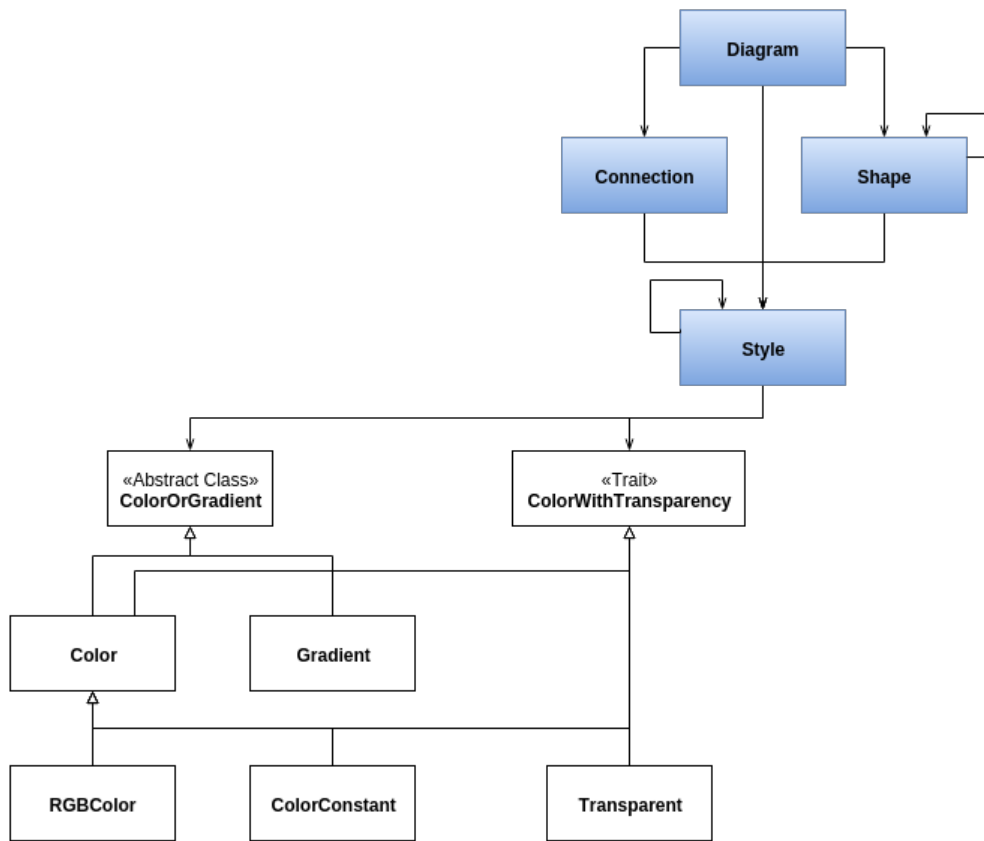 Diagram
Connection
Shape
Style
«Abstract Class»
ColorOrGradient
«Trait»
ColorWithTransparency
Color
Gradient
RGBColor
ColorConstant
Transparent